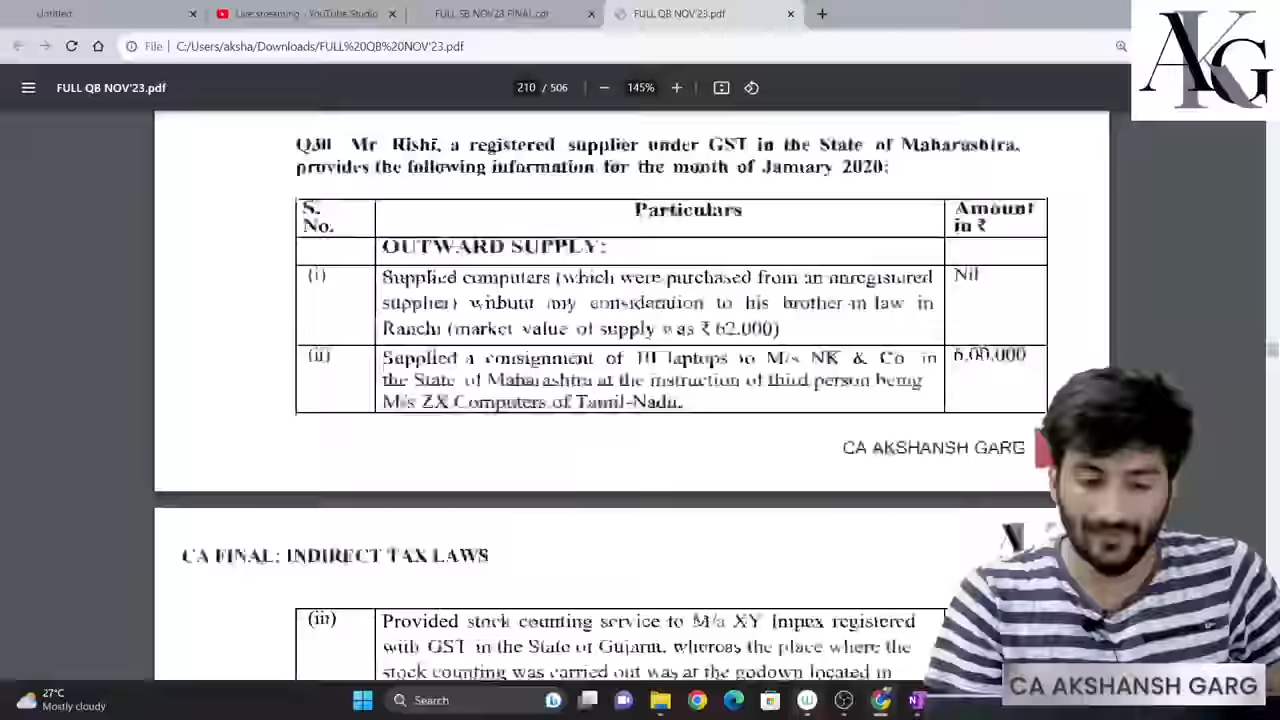 Untitled
Live streaming - YouTube Studio
FULL SB NOV'23 FINAL.pdf
FULL QB NOV'23.pdf
File
C:/Users/aksha/Downloads/FULL%20QB%20NOV'23.pdf
AKG
FULL QB NOV'23.pdf
210 / 506
145%
Mr Rishi, a registered supplier under GST in the State of Maharashtra,
provides the following information for the month of January 2020:
S. No.
Particulars
Amount in ₹
OUTWARD SUPPLY:
(i)
Supplied computers (which were purchased from an unregistered
supplier) without any consideration to his brother-in law in
Ranchi (market value of supply was ₹ 62,000)
Nil
(ii)
Supplied a consignment of 10 laptops to M/s NK & Co in
the State of Maharashtra at the instruction of third person being
M/s ZX Computers of Tamil-Nadu.
6,00,000
CA AKSHANSH GARG
CA FINAL: INDIRECT TAX LAWS
(iii)
Provided stock counting service to M/s XY Impex registered
with GST in the State of Gujarat, whereas the place where the
stock counting was carried out was at the godown located in
CA AKSHANSH GARG
27°C
Mostly cloudy
Search